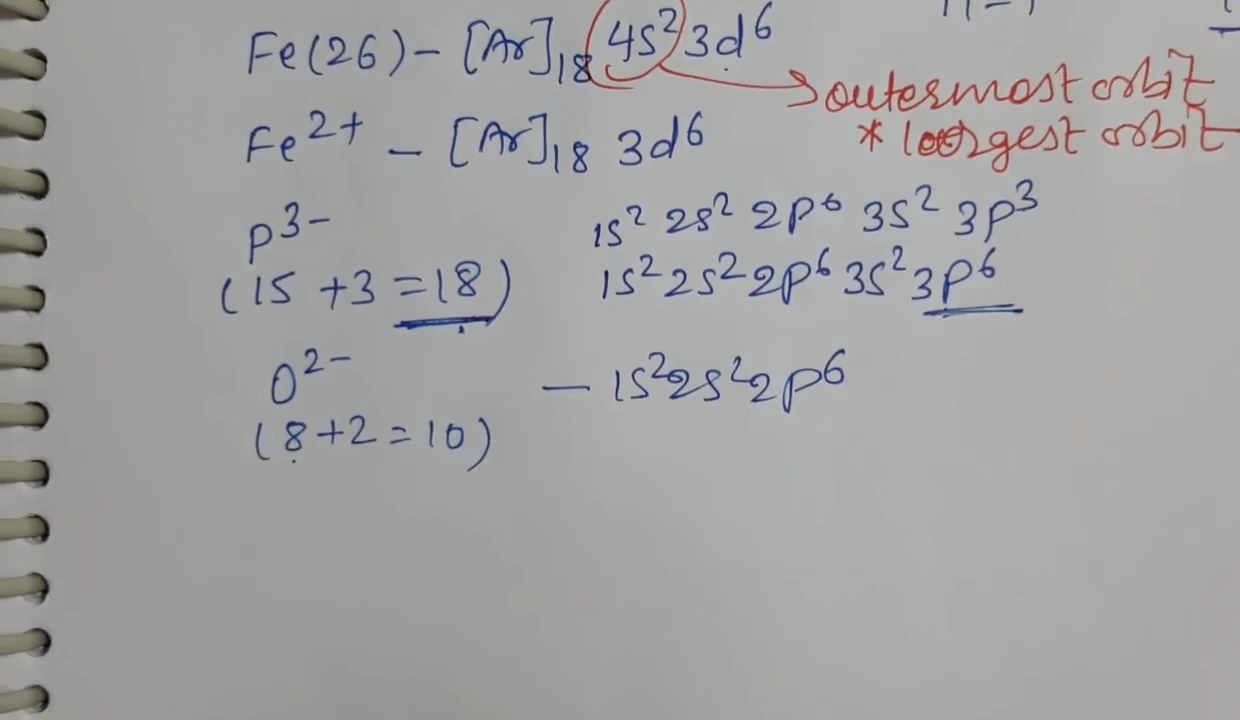 Fe(26) - [Ar]18 4s² 3d⁶
→ outermost orbit
* largest orbit
Fe²⁺ - [Ar]18 3d⁶
P³⁻ 1s² 2s² 2p⁶ 3s² 3p³
(15 + 3 = 18) 1s² 2s² 2p⁶ 3s² 3p⁶
O²⁻ - 1s² 2s² 2p⁶
(8 + 2 = 10)